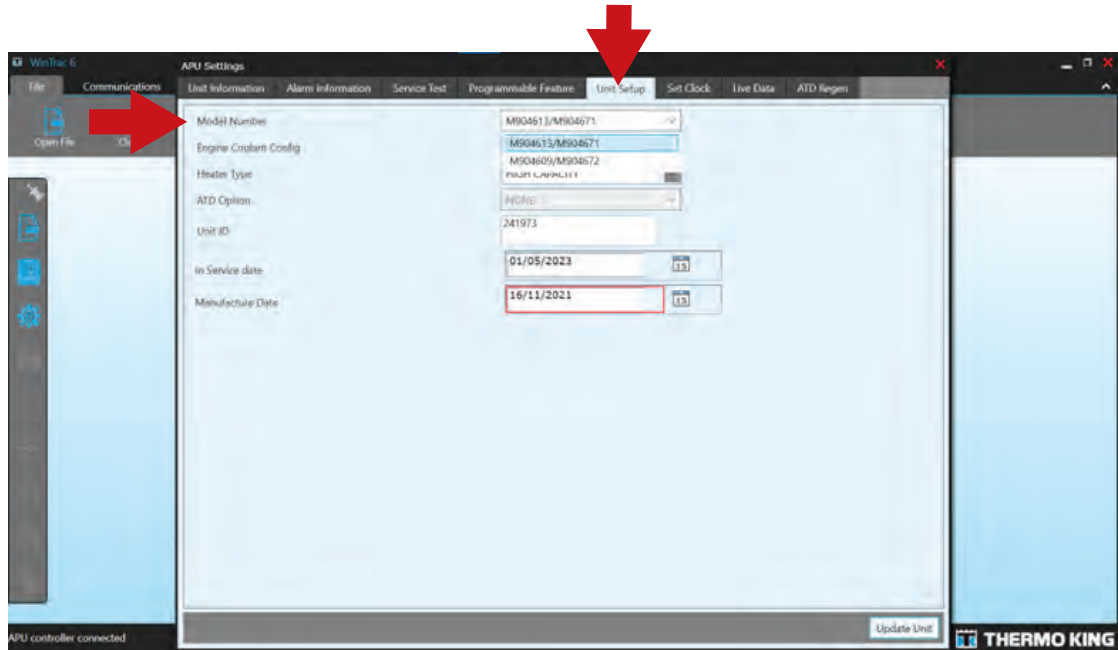 WinTrac 6
APU Settings
File
Communications
Unit Information
Alarm Information
Service Test
Programmable Feature
Unit Setup
Set Clock
Live Data
ATD Regen
Open File
Model Number
M904613/M904671
M904613/M904671
M904609/M904672
Engine Coolant Config
Heater Type
HIGH CAPACITY
ATD Option
NONE
Unit ID
241973
In Service date
01/05/2023
15
Manufacture Date
16/11/2021
15
Update Unit
APU controller connected
THERMO KING